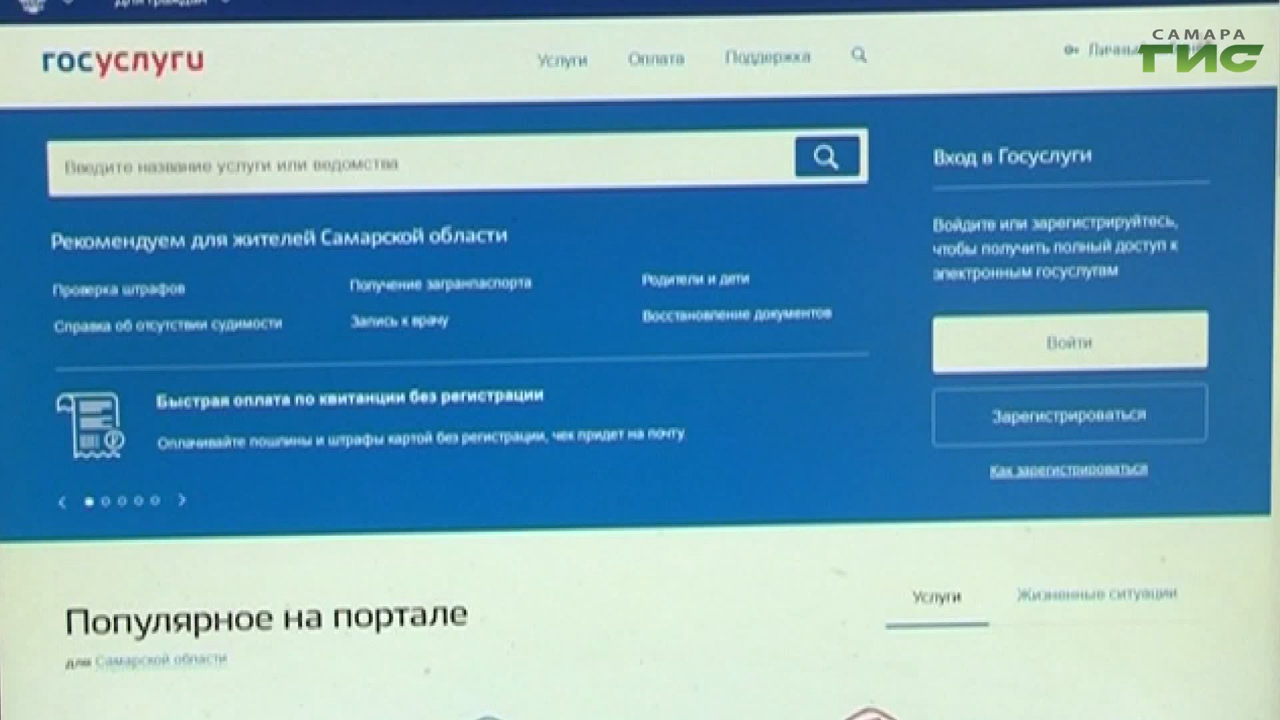 Для граждан
госуслуги
Услуги
Оплата
Поддержка
САМАРА
ГИС
Введите название услуги или ведомства
Рекомендуем для жителей Самарской области
Проверка штрафов
Получение загранпаспорта
Родители и дети
Справка об отсутствии судимости
Запись к врачу
Восстановление документов
Быстрая оплата по квитанции без регистрации
Оплачивайте пошлины и штрафы картой без регистрации, чек придет на почту
Вход в Госуслуги
Войдите или зарегистрируйтесь,
чтобы получить полный доступ к
электронным госуслугам
Войти
Зарегистрироваться
Как зарегистрироваться
Популярное на портале
для Самарской области
Услуги
Жизненные ситуации